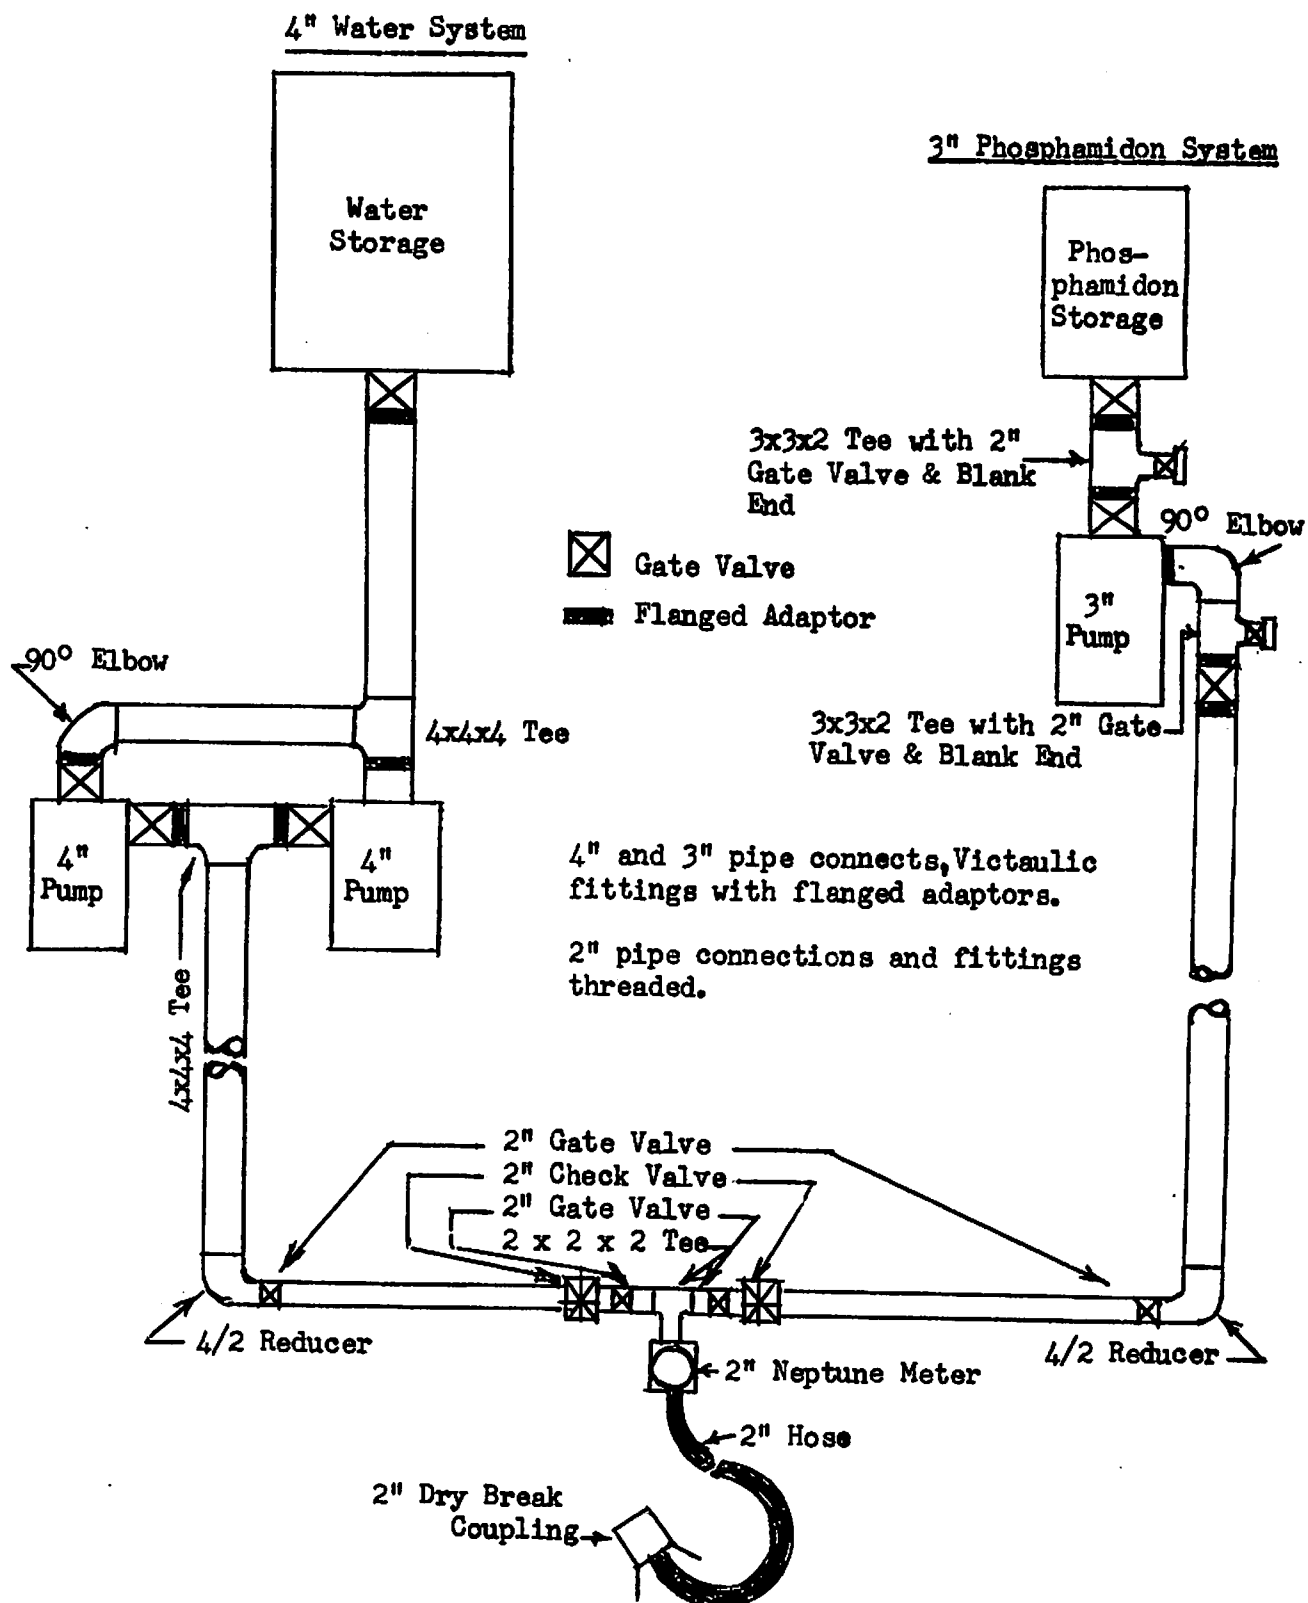 4" Water System
Water
Storage
3" Phosphamidon System
Phos-
phamidon
Storage
3x3x2 Tee with 2"
Gate Valve & Blank
End
90° Elbow
Gate Valve
Flanged Adaptor
3"
Pump
90° Elbow
4x4x4 Tee
3x3x2 Tee with 2" Gate
Valve & Blank End
4"
Pump
4"
Pump
4x4x4 Tee
4" and 3" pipe connects, Victaulic
fittings with flanged adaptors.
2" pipe connections and fittings
threaded.
2" Gate Valve
2" Check Valve
2" Gate Valve
2 x 2 x 2 Tee
4/2 Reducer
4/2 Reducer
2" Neptune Meter
2" Hose
2" Dry Break
Coupling